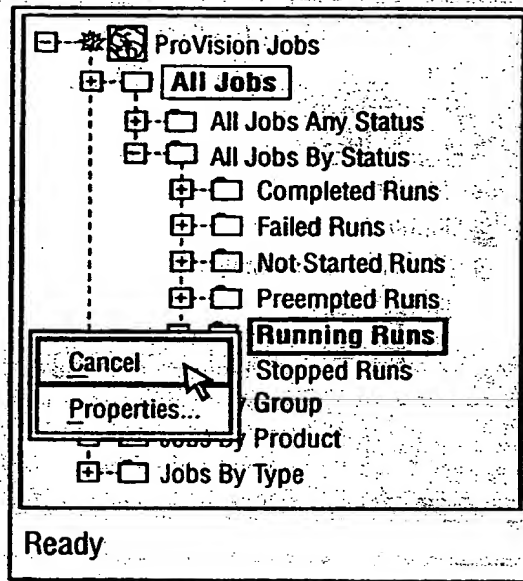 ProVision Jobs
All Jobs
All Jobs Any Status
All Jobs By Status
Completed Runs
Failed Runs
Not Started Runs
Preempted Runs
Running Runs
Cancel
Stopped Runs
Properties...
Group
Jobs By Product
Jobs By Type
Ready